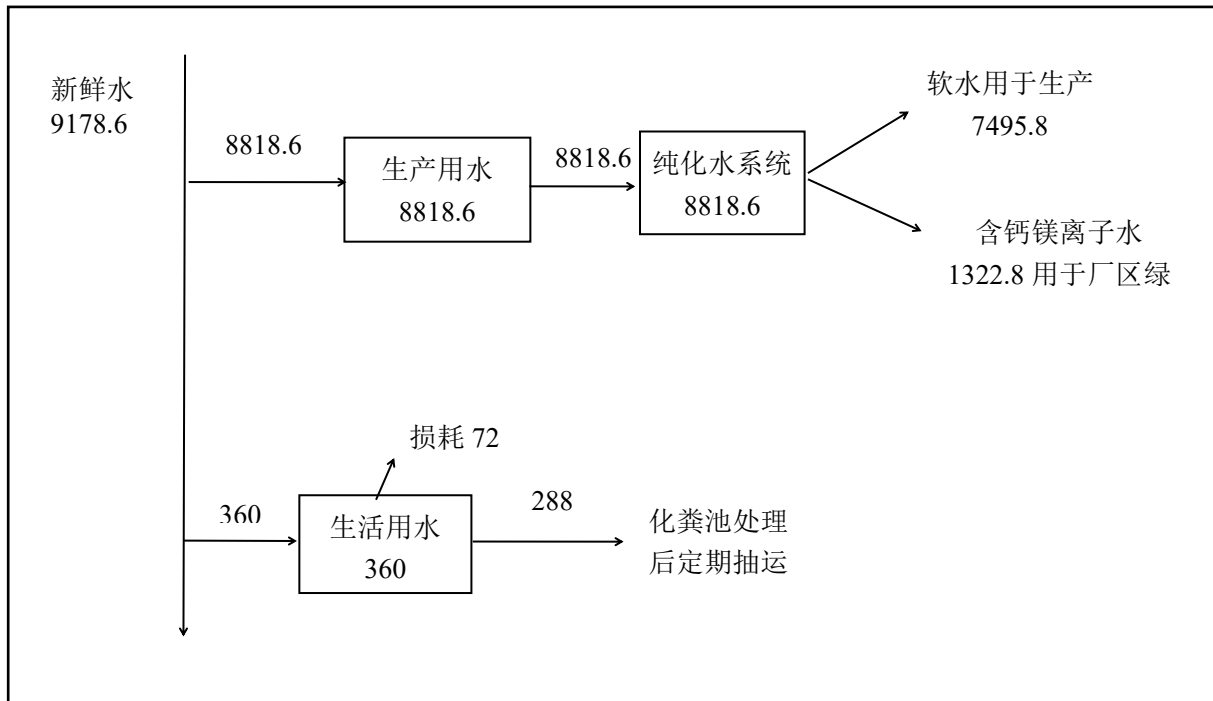 新鲜水
9178.6
8818.6
生产用水
8818.6
8818.6
纯化水系统
8818.6
软水用于生产
7495.8
含钙镁离子水
1322.8 用于厂区绿
损耗 72
360
生活用水
360
288
化粪池处理
后定期抽运